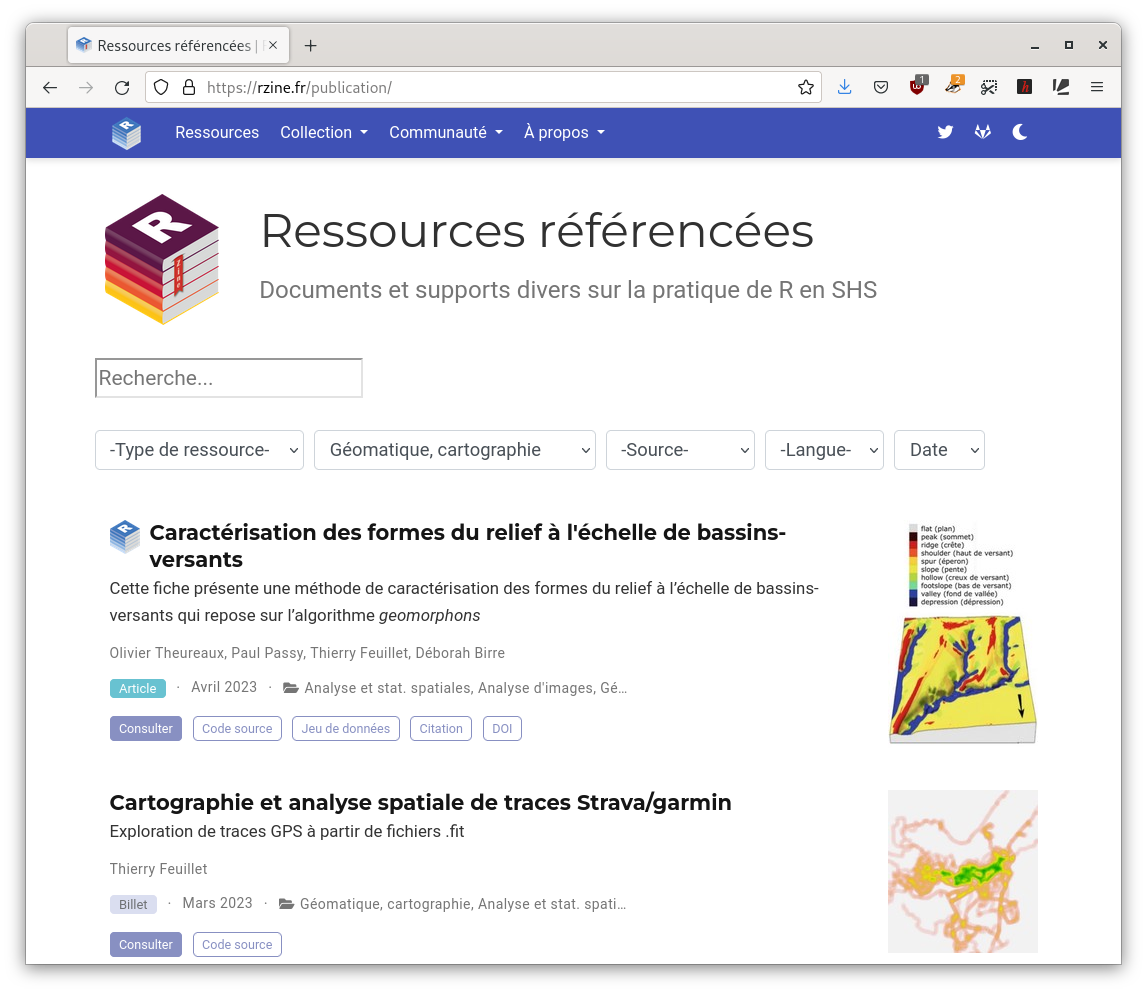 Ressources référencées |
1
2
https://rzine.fr/publication/
R
Ressources Collection Communauté À propos
R
Zine
Ressources référencées
Documents et supports divers sur la pratique de R en SHS
Recherche...
-Type de ressource- Géomatique, cartographie -Source- -Langue- Date
R
Caractérisation des formes du relief à l'échelle de bassins-
versants
Cette fiche présente une méthode de caractérisation des formes du relief à l’échelle de bassins-
versants qui repose sur l’algorithme geomorphons
Olivier Theureaux, Paul Passy, Thierry Feuillet, Déborah Birre
Article · Avril 2023 · Analyse et stat. spatiales, Analyse d'images, Gé…
Consulter Code source Jeu de données Citation DOI
flat (plan)
peak (sommet)
ridge (crête)
shoulder (haut de versant)
spur (éperon)
slope (pente)
hollow (creux de versant)
footslope (bas de versant)
valley (fond de vallée)
depression (dépression)
Cartographie et analyse spatiale de traces Strava/garmin
Exploration de traces GPS à partir de fichiers .fit
Thierry Feuillet
Billet · Mars 2023 · Géomatique, cartographie, Analyse et stat. spati…
Consulter Code source